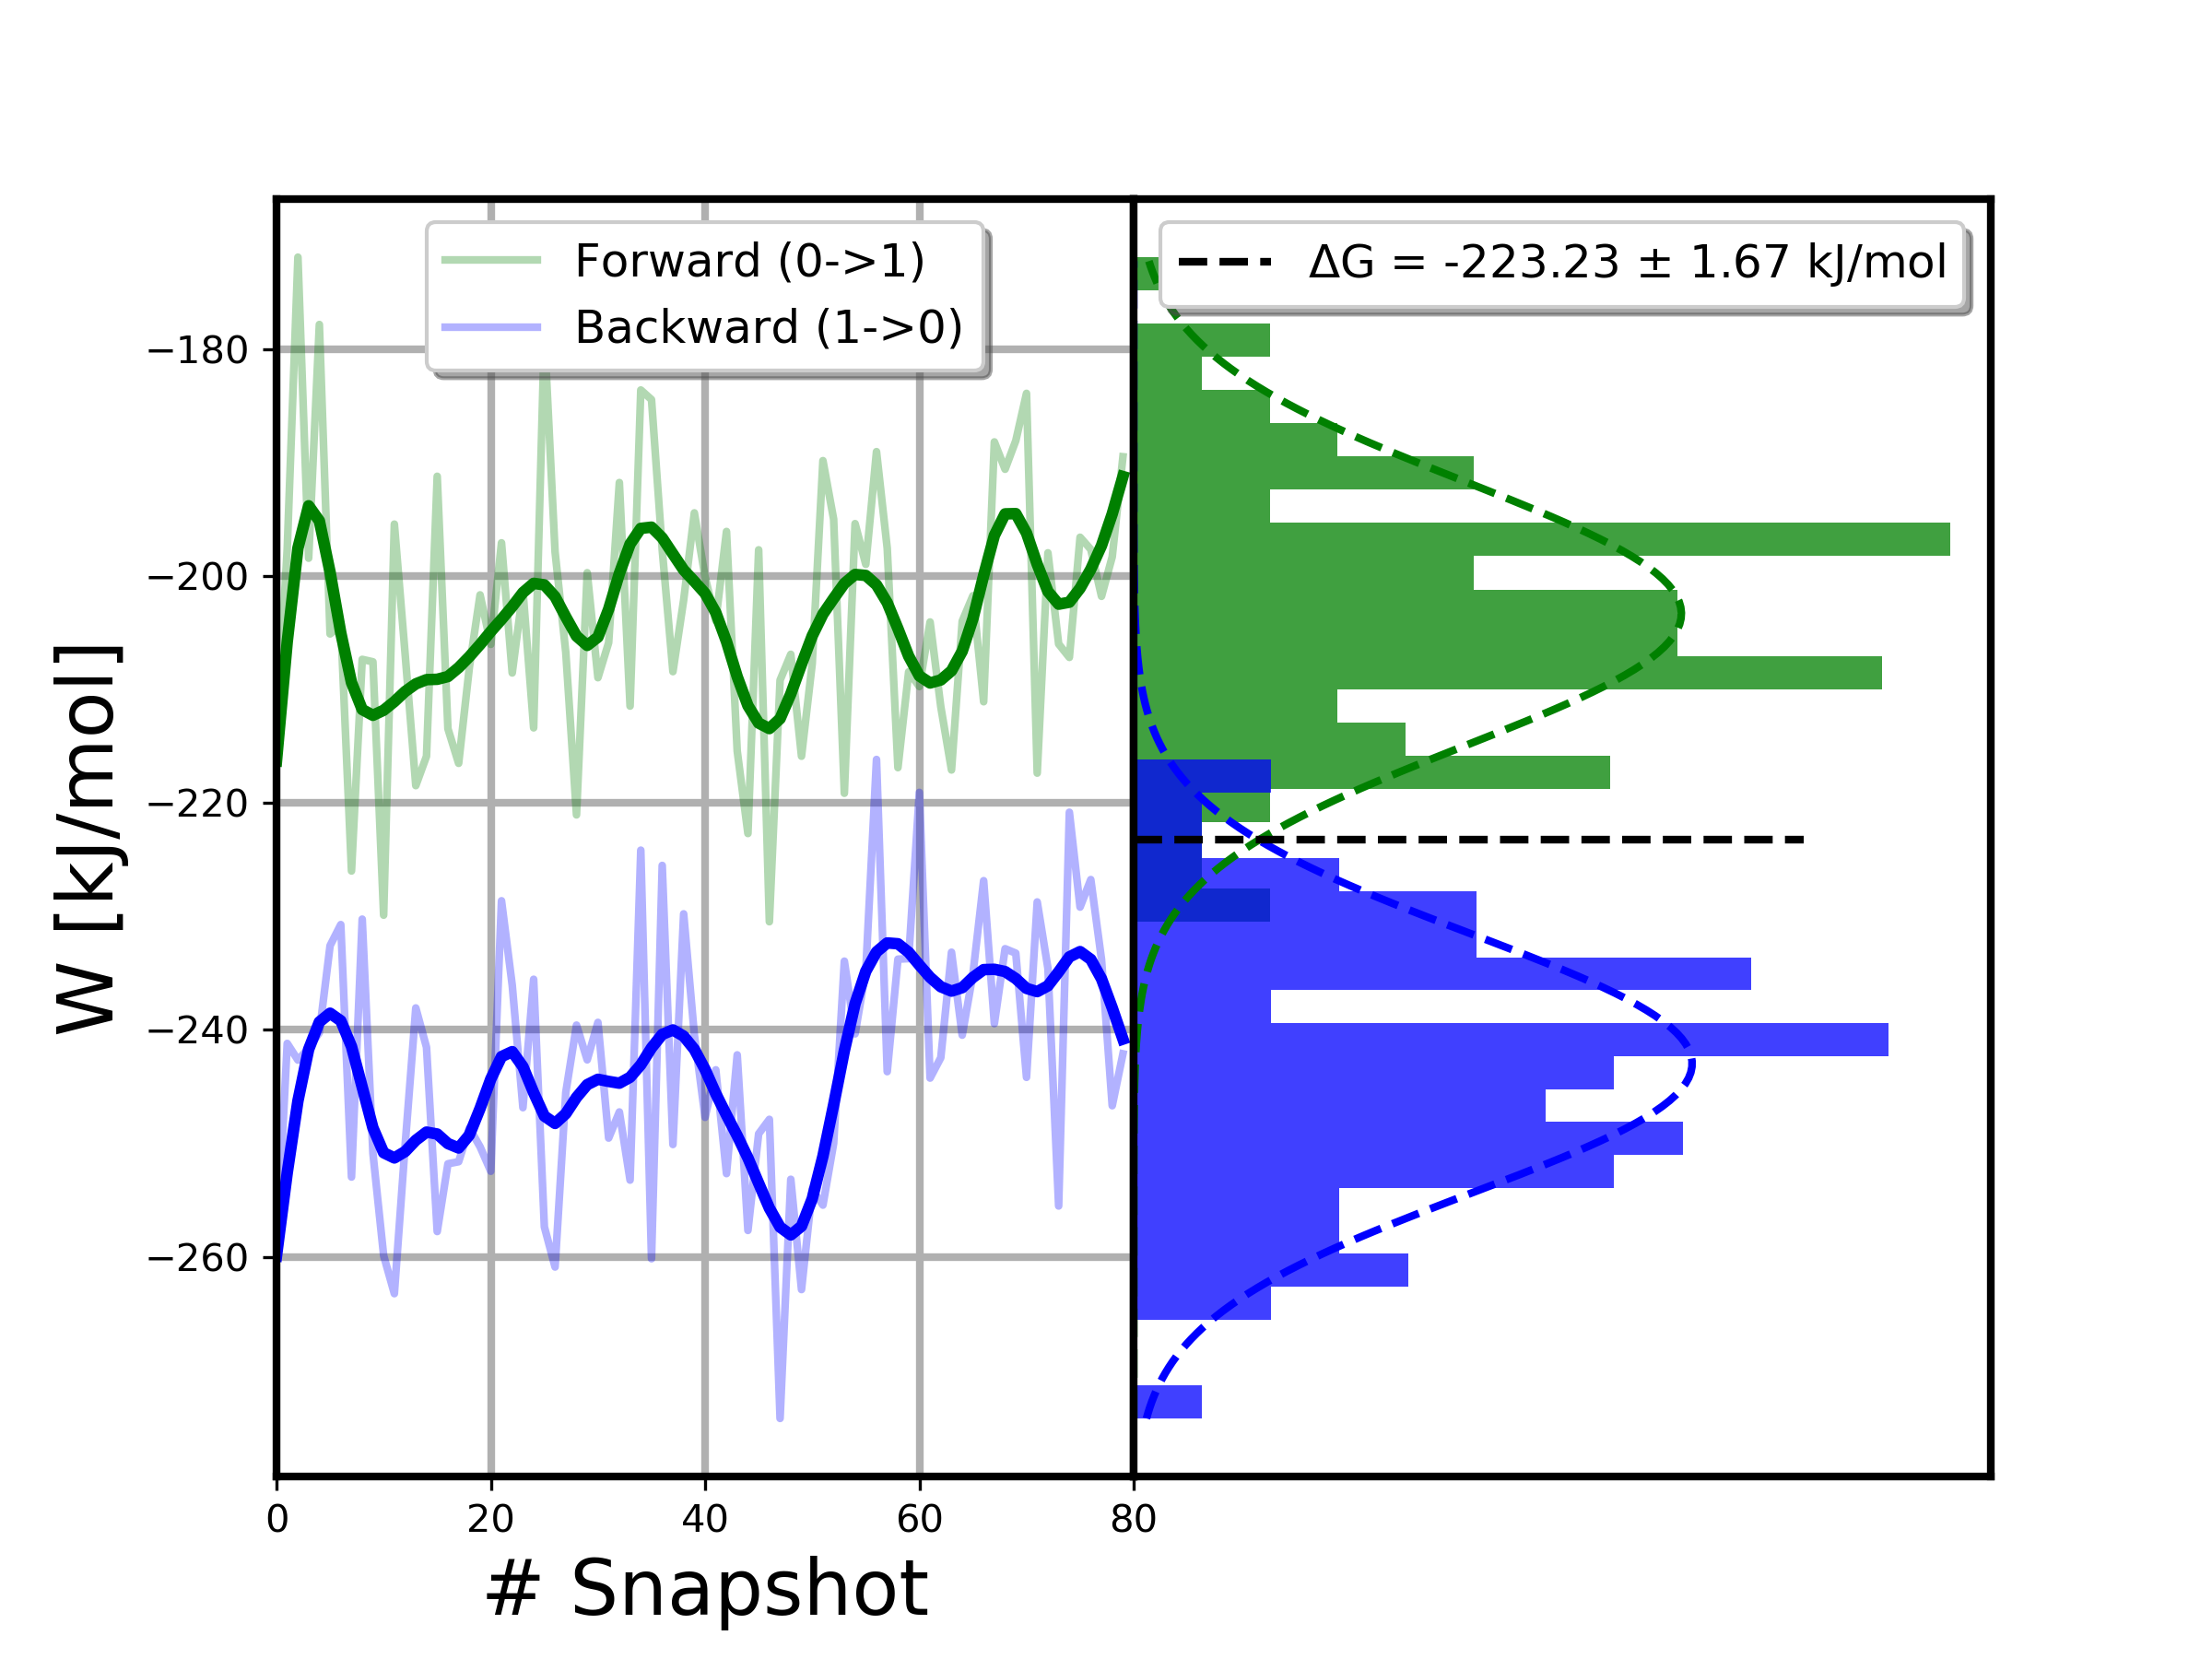 Forward (0->1)
Backward (1->0)
ΔG = -223.23 ± 1.67 kJ/mol
W [kJ/mol]
−180
−200
−220
−240
−260
0 20 40 60 80
# Snapshot